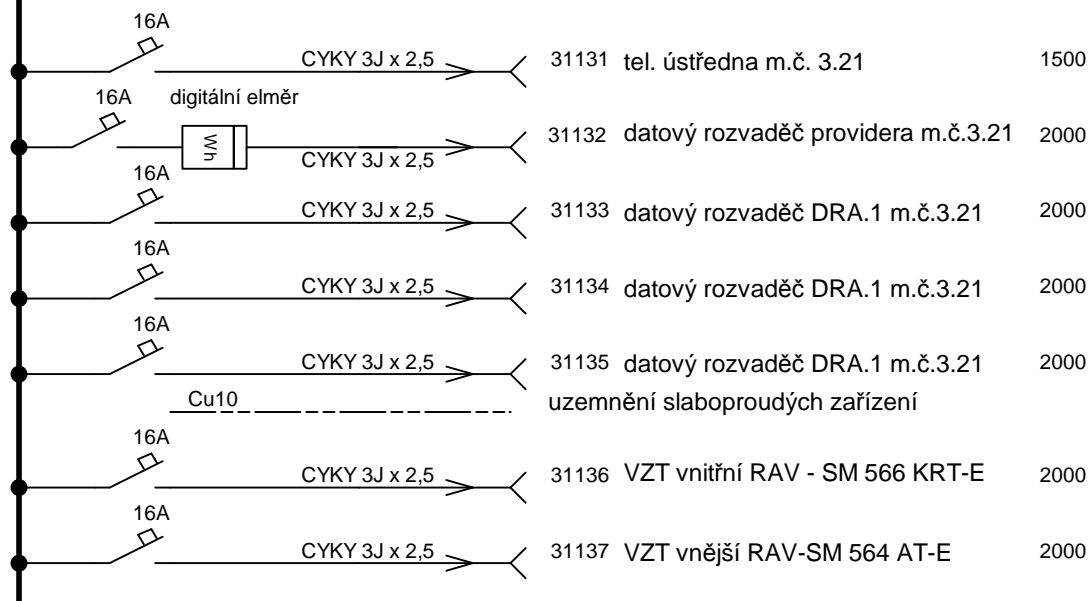 16A
CYKY 3J x 2,5 31131 tel. ústředna m.č. 3.21 1500
16A digitální elměr
Wh CYKY 3J x 2,5 31132 datový rozvaděč providera m.č.3.21 2000
16A
CYKY 3J x 2,5 31133 datový rozvaděč DRA.1 m.č.3.21 2000
16A
CYKY 3J x 2,5 31134 datový rozvaděč DRA.1 m.č.3.21 2000
16A
CYKY 3J x 2,5 31135 datový rozvaděč DRA.1 m.č.3.21 2000
Cu10 uzemnění slaboproudých zařízení
16A
CYKY 3J x 2,5 31136 VZT vnitřní RAV - SM 566 KRT-E 2000
16A
CYKY 3J x 2,5 31137 VZT vnější RAV-SM 564 AT-E 2000